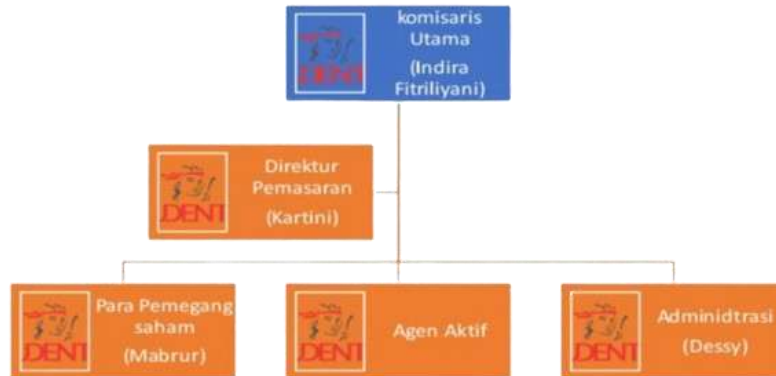 komisaris
Utama
(Indira
Fitriliyani)
DENT
Direktur
Pemasaran
(Kartini)
DENT
Para Pemegang
saham
(Mabrur)
DENT
Agen Aktif
DENT
Adminidtrasi
(Dessy)
DENT